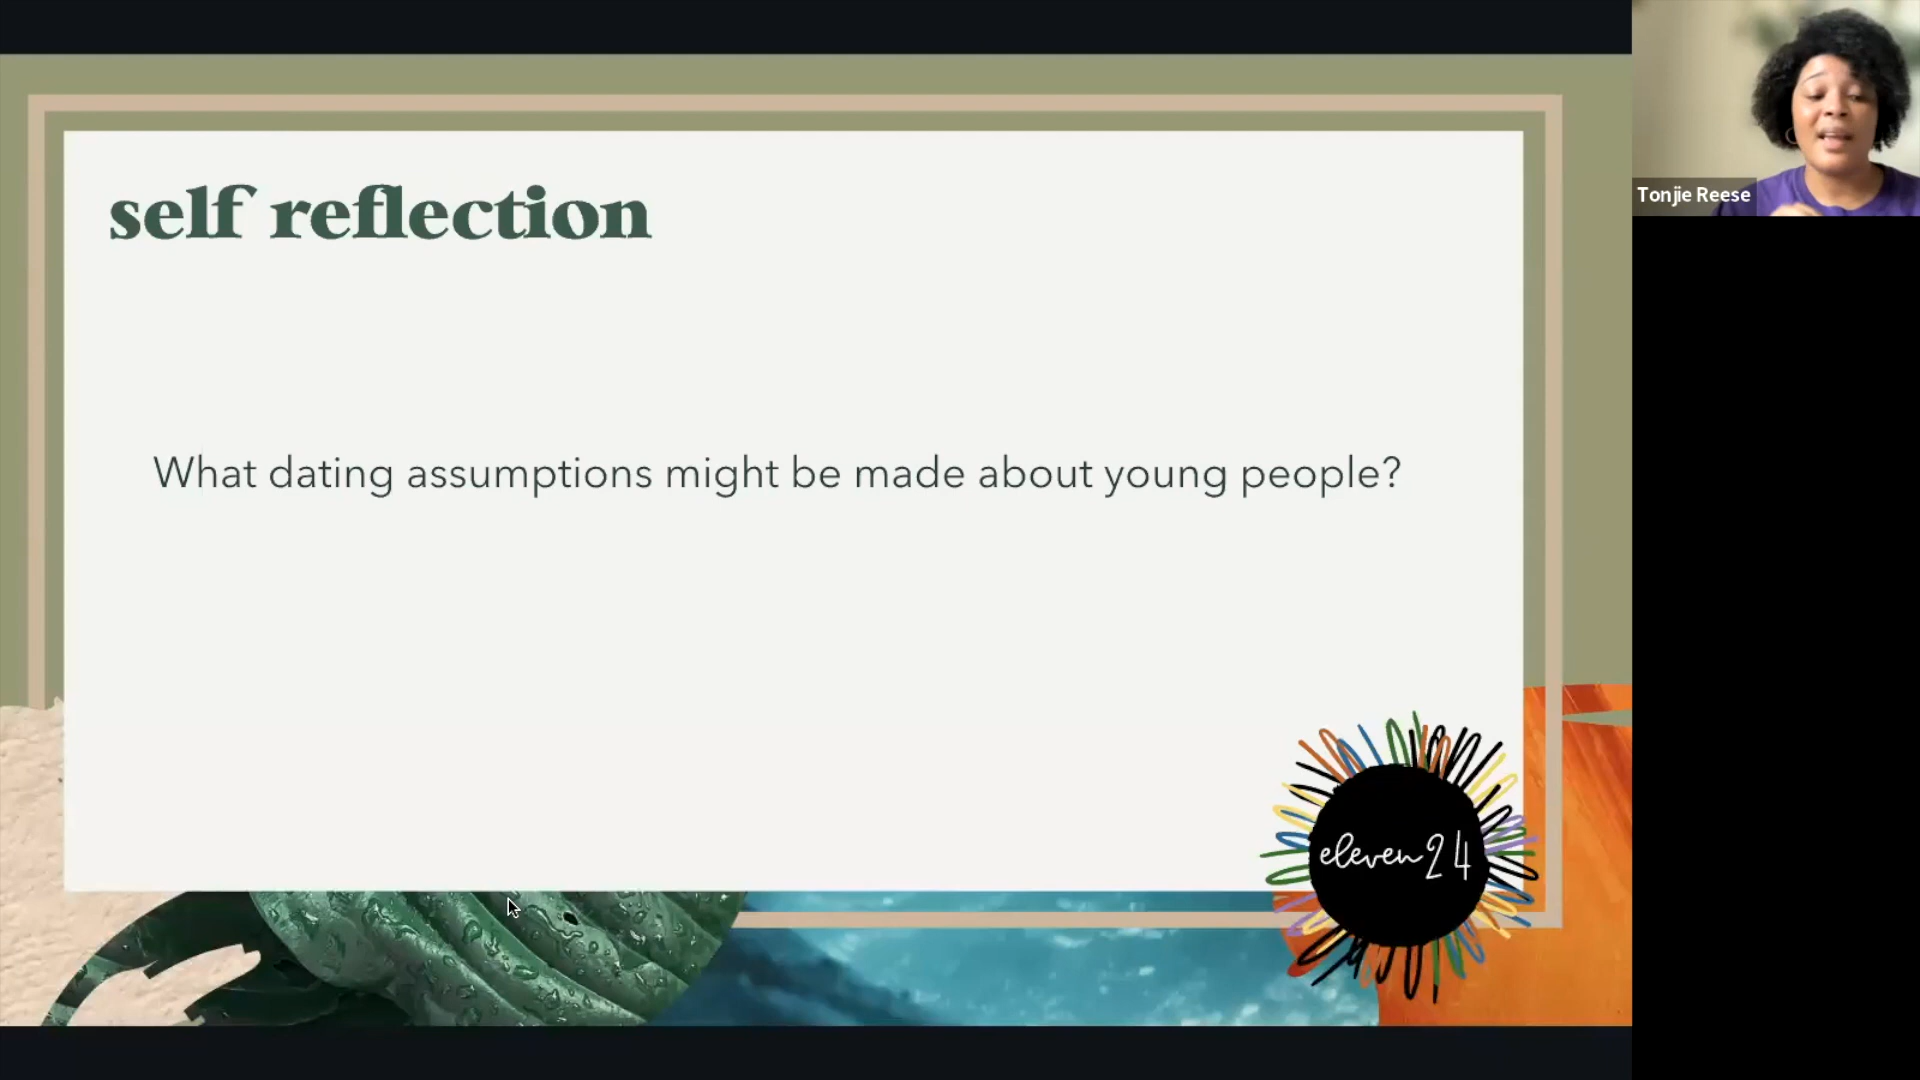 self reflection
What dating assumptions might be made about young people?
eleven24
Tonjie Reese